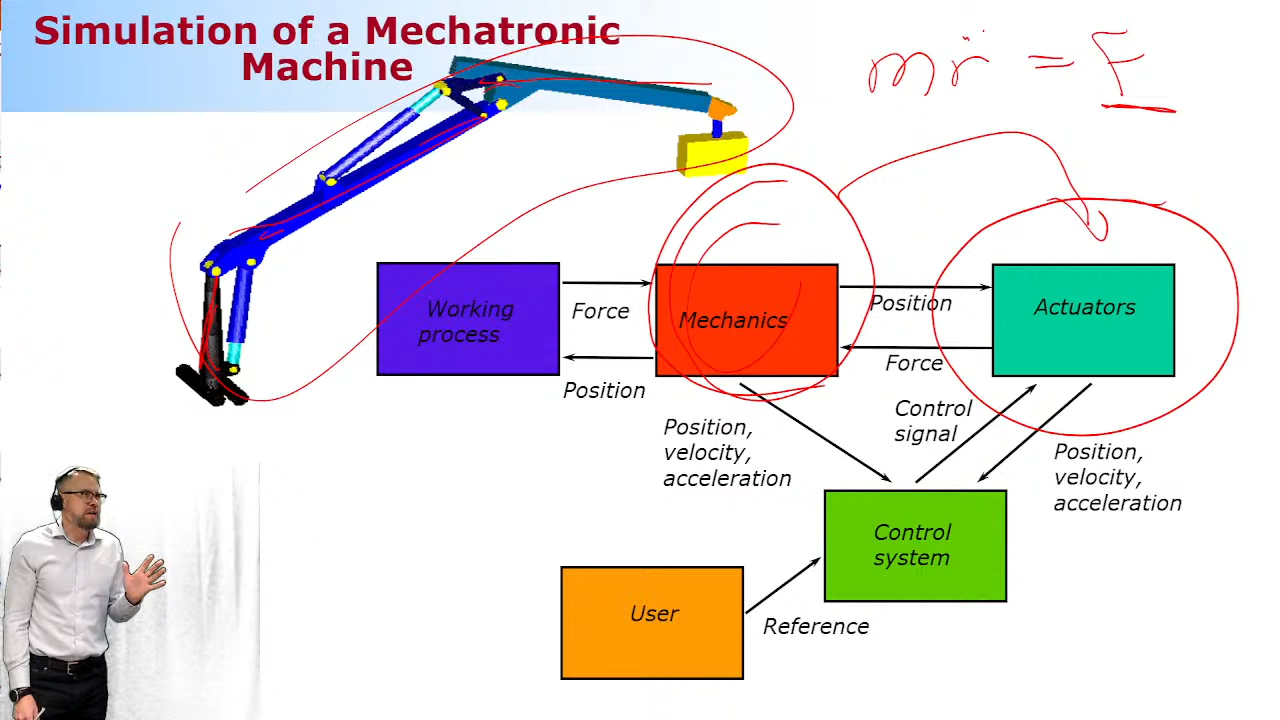 Simulation of a Mechatronic
Machine
m r̈ = F
Working
process
Force
Position
Mechanics
Position
Force
Actuators
Position,
velocity,
acceleration
Control
signal
Position,
velocity,
acceleration
Control
system
User
Reference